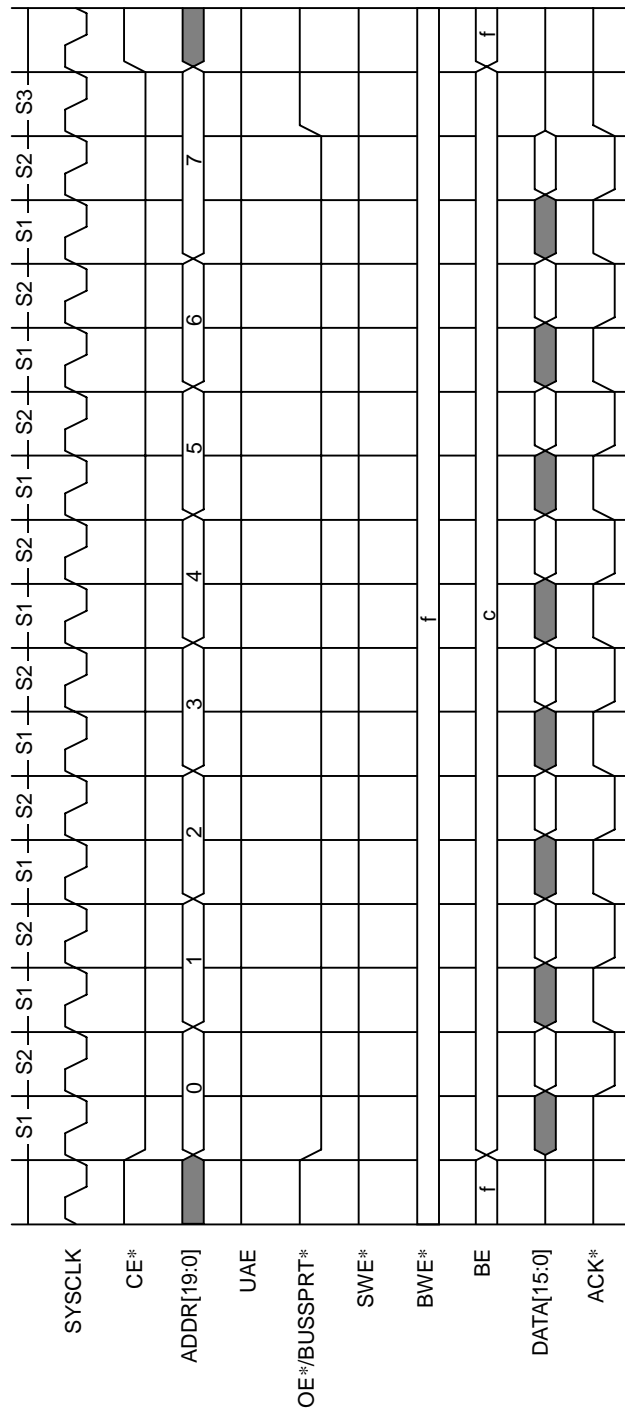 S1 S2 S1 S2 S1 S2 S1 S2 S1 S2 S1 S2 S1 S2 S1 S2 S3
SYSCLK
CE*
ADDR[19:0] 0 1 2 3 4 5 6 7
UAE
OE*/BUSSPRT*
SWE*
BWE* f
BE f c f
DATA[15:0]
ACK*